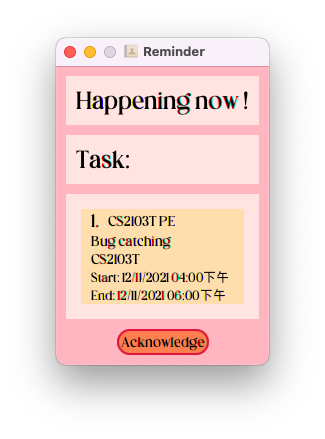 Reminder
Happening now !
Task:
1. CS2103T PE
Bug catching
CS2103T
Start: 12/11/2021 04:00下午
End: 12/11/2021 06:00下午
Acknowledge